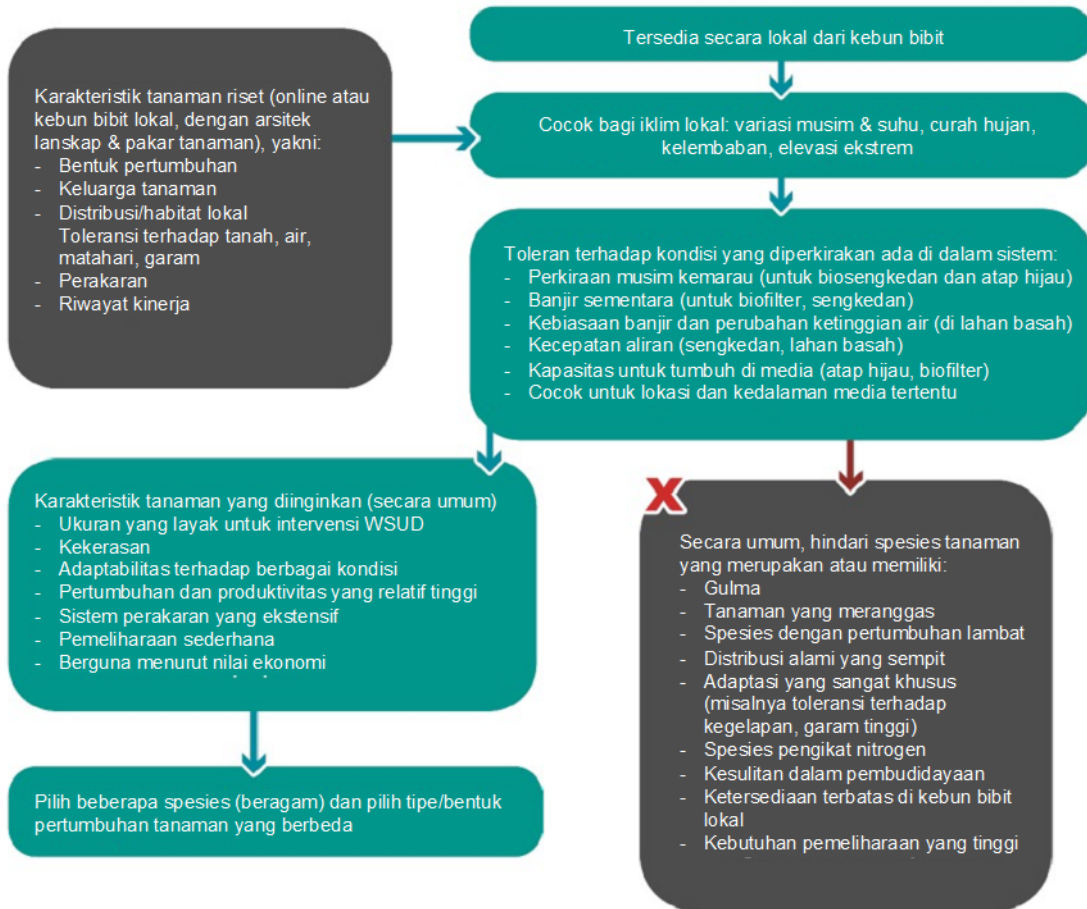 Tersedia secara lokal dari kebun bibit
Karakteristik tanaman riset (online atau
kebun bibit lokal, dengan arsitek
lanskap & pakar tanaman), yakni:
- Bentuk pertumbuhan
- Keluarga tanaman
- Distribusi/habitat lokal
Toleransi terhadap tanah, air,
matahari, garam
- Perakaran
- Riwayat kinerja
Cocok bagi iklim lokal: variasi musim & suhu, curah hujan,
kelembaban, elevasi ekstrem
Toleran terhadap kondisi yang diperkirakan ada di dalam sistem:
- Perkiraan musim kemarau (untuk biosengkedan dan atap hijau)
- Banjir sementara (untuk biofilter, sengkedan)
- Kebiasaan banjir dan perubahan ketinggian air (di lahan basah)
- Kecepatan aliran (sengkedan, lahan basah)
- Kapasitas untuk tumbuh di media (atap hijau, biofilter)
- Cocok untuk lokasi dan kedalaman media tertentu
Karakteristik tanaman yang diinginkan (secara umum)
- Ukuran yang layak untuk intervensi WSUD
- Kekerasan
- Adaptabilitas terhadap berbagai kondisi
- Pertumbuhan dan produktivitas yang relatif tinggi
- Sistem perakaran yang ekstensif
- Pemeliharaan sederhana
- Berguna menurut nilai ekonomi
X
Secara umum, hindari spesies tanaman
yang merupakan atau memiliki:
- Gulma
- Tanaman yang meranggas
- Spesies dengan pertumbuhan lambat
- Distribusi alami yang sempit
- Adaptasi yang sangat khusus
(misalnya toleransi terhadap
kegelapan, garam tinggi)
- Spesies pengikat nitrogen
- Kesulitan dalam pembudidayaan
- Ketersediaan terbatas di kebun bibit
lokal
- Kebutuhan pemeliharaan yang tinggi
Pilih beberapa spesies (beragam) dan pilih tipe/bentuk
pertumbuhan tanaman yang berbeda